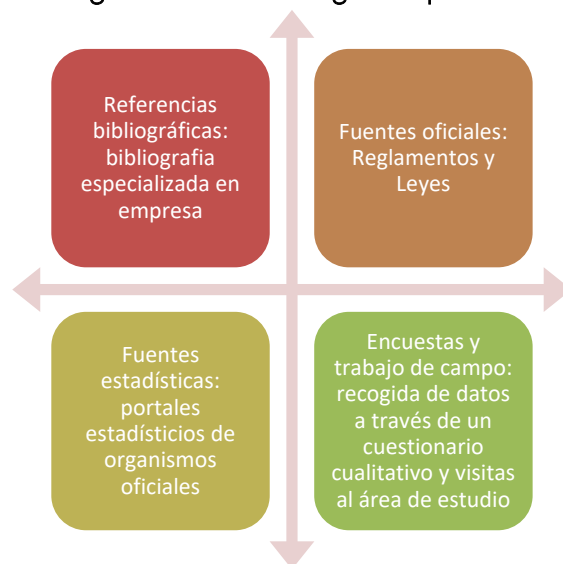 Referencias
bibliográficas:
bibliografia
especializada en
empresa
Fuentes oficiales:
Reglamentos y
Leyes
Fuentes
estadísticas:
portales
estadísticios de
organismos
oficiales
Encuestas y
trabajo de campo:
recogida de datos
a través de un
cuestionario
cualitativo y visitas
al área de estudio